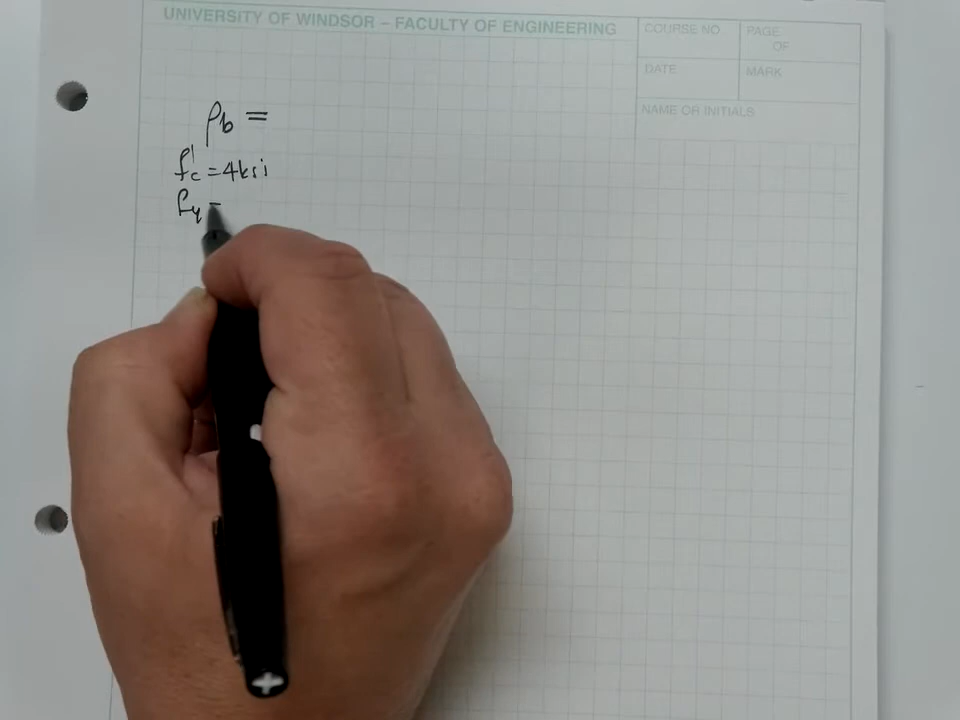 UNIVERSITY OF WINDSOR – FACULTY OF ENGINEERING
COURSE NO.
PAGE
OF
DATE
MARK
NAME OR INITIALS
ρb =
f'c = 4ksi
fy =